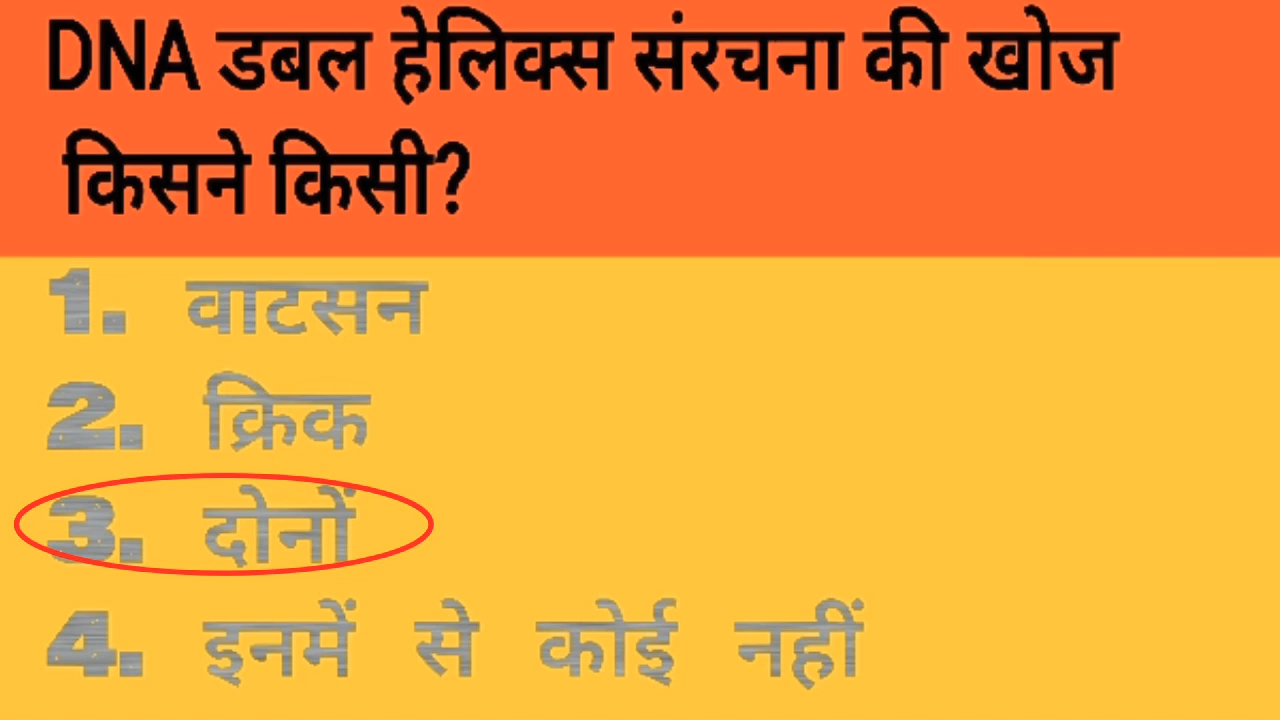 DNA डबल हेलिक्स संरचना की खोज
किसने किसी?
1. वाटसन
2. क्रिक
3. दोनों
4. इनमें से कोई नहीं